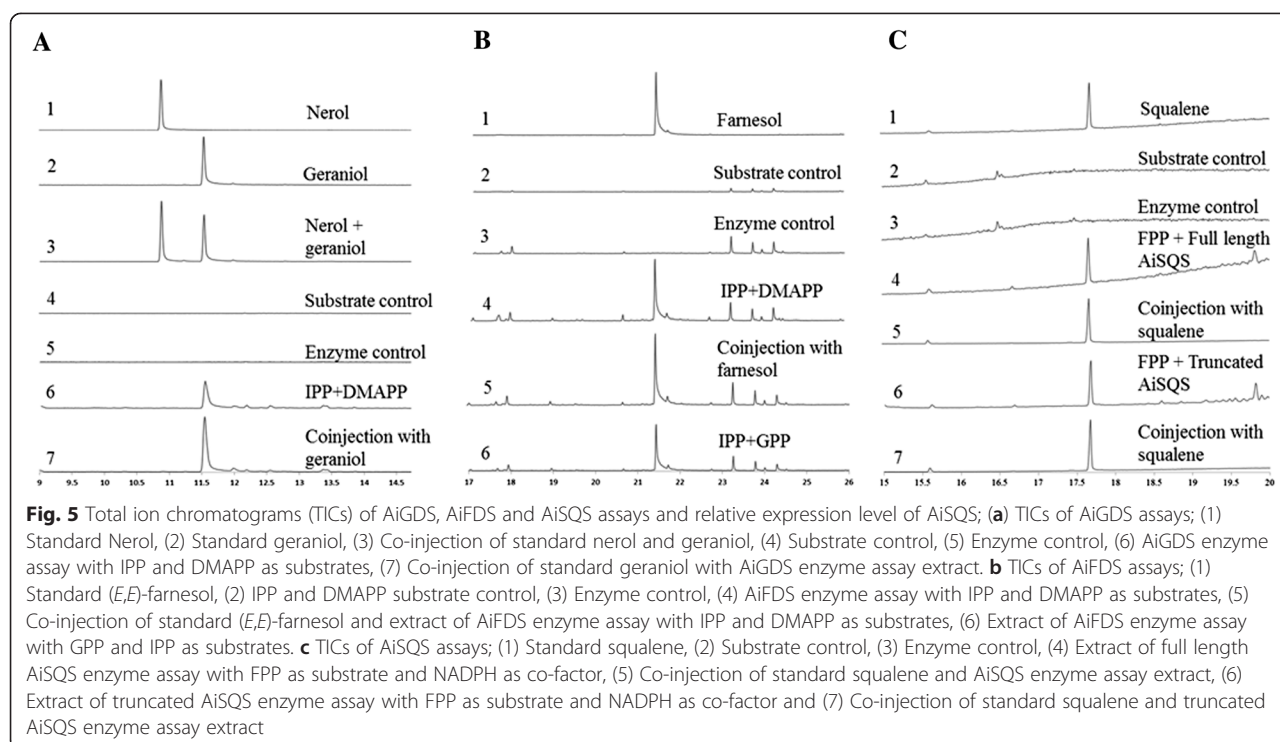 A
1 Nerol
2 Geraniol
3 Nerol +
geraniol
4 Substrate control
5 Enzyme control
6 IPP+DMAPP
7 Coinjection with
geraniol
9 9.5 10 10.5 11 11.5 12 12.5 13 13.5 14 14.5
B
1 Farnesol
2 Substrate control
3 Enzyme control
4 IPP+DMAPP
Coinjection with
5 farnesol
6 IPP+GPP
17 18 19 20 21 22 23 24 25 26
C
1 Squalene
2 Substrate control
3 Enzyme control
FPP + Full length
4 AiSQS
5 Coinjection with
squalene
FPP + Truncated
6 AiSQS
7 Coinjection with
squalene
15 15.5 16 16.5 17 17.5 18 18.5 19 19.5 20
Fig. 5 Total ion chromatograms (TICs) of AiGDS, AiFDS and AiSQS assays and relative expression level of AiSQS; (a) TICs of AiGDS assays; (1)
Standard Nerol, (2) Standard geraniol, (3) Co-injection of standard nerol and geraniol, (4) Substrate control, (5) Enzyme control, (6) AiGDS enzyme
assay with IPP and DMAPP as substrates, (7) Co-injection of standard geraniol with AiGDS enzyme assay extract. b TICs of AiFDS assays; (1)
Standard (E,E)-farnesol, (2) IPP and DMAPP substrate control, (3) Enzyme control, (4) AiFDS enzyme assay with IPP and DMAPP as substrates, (5)
Co-injection of standard (E,E)-farnesol and extract of AiFDS enzyme assay with IPP and DMAPP as substrates, (6) Extract of AiFDS enzyme assay
with GPP and IPP as substrates. c TICs of AiSQS assays; (1) Standard squalene, (2) Substrate control, (3) Enzyme control, (4) Extract of full length
AiSQS enzyme assay with FPP as substrate and NADPH as co-factor, (5) Co-injection of standard squalene and AiSQS enzyme assay extract, (6)
Extract of truncated AiSQS enzyme assay with FPP as substrate and NADPH as co-factor and (7) Co-injection of standard squalene and truncated
AiSQS enzyme assay extract